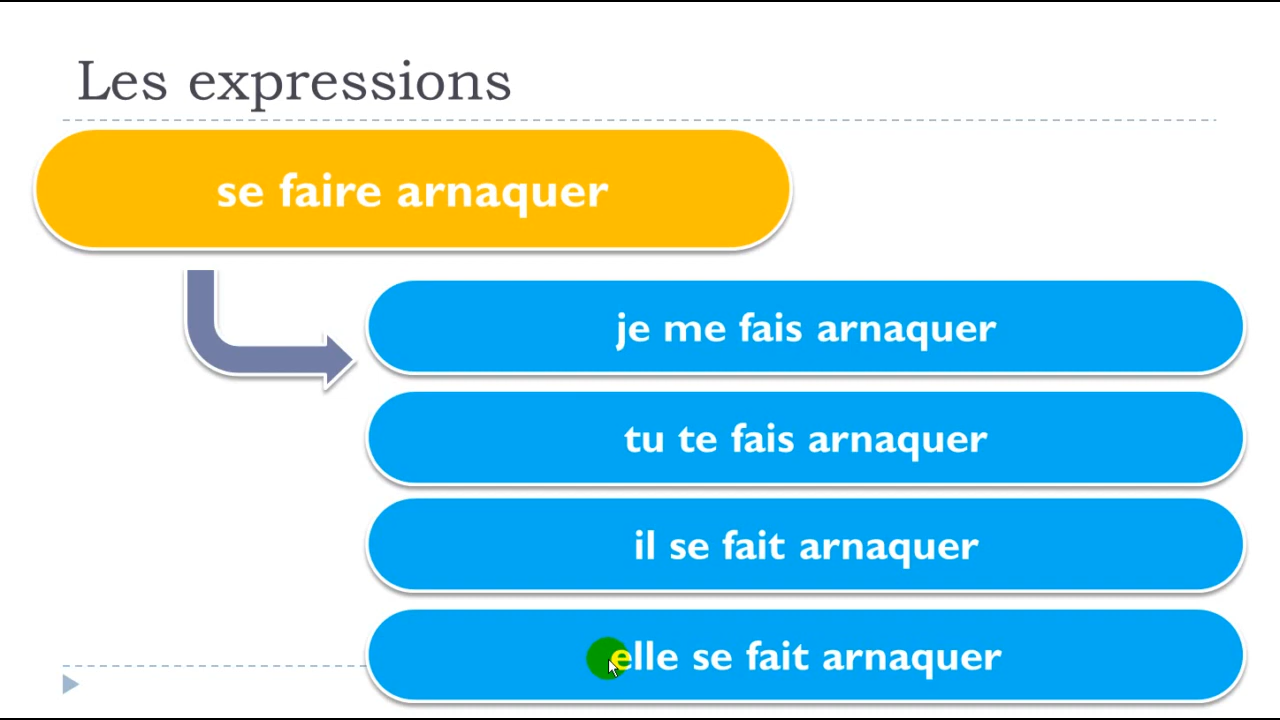 Les expressions
se faire arnaquer
je me fais arnaquer
tu te fais arnaquer
il se fait arnaquer
elle se fait arnaquer